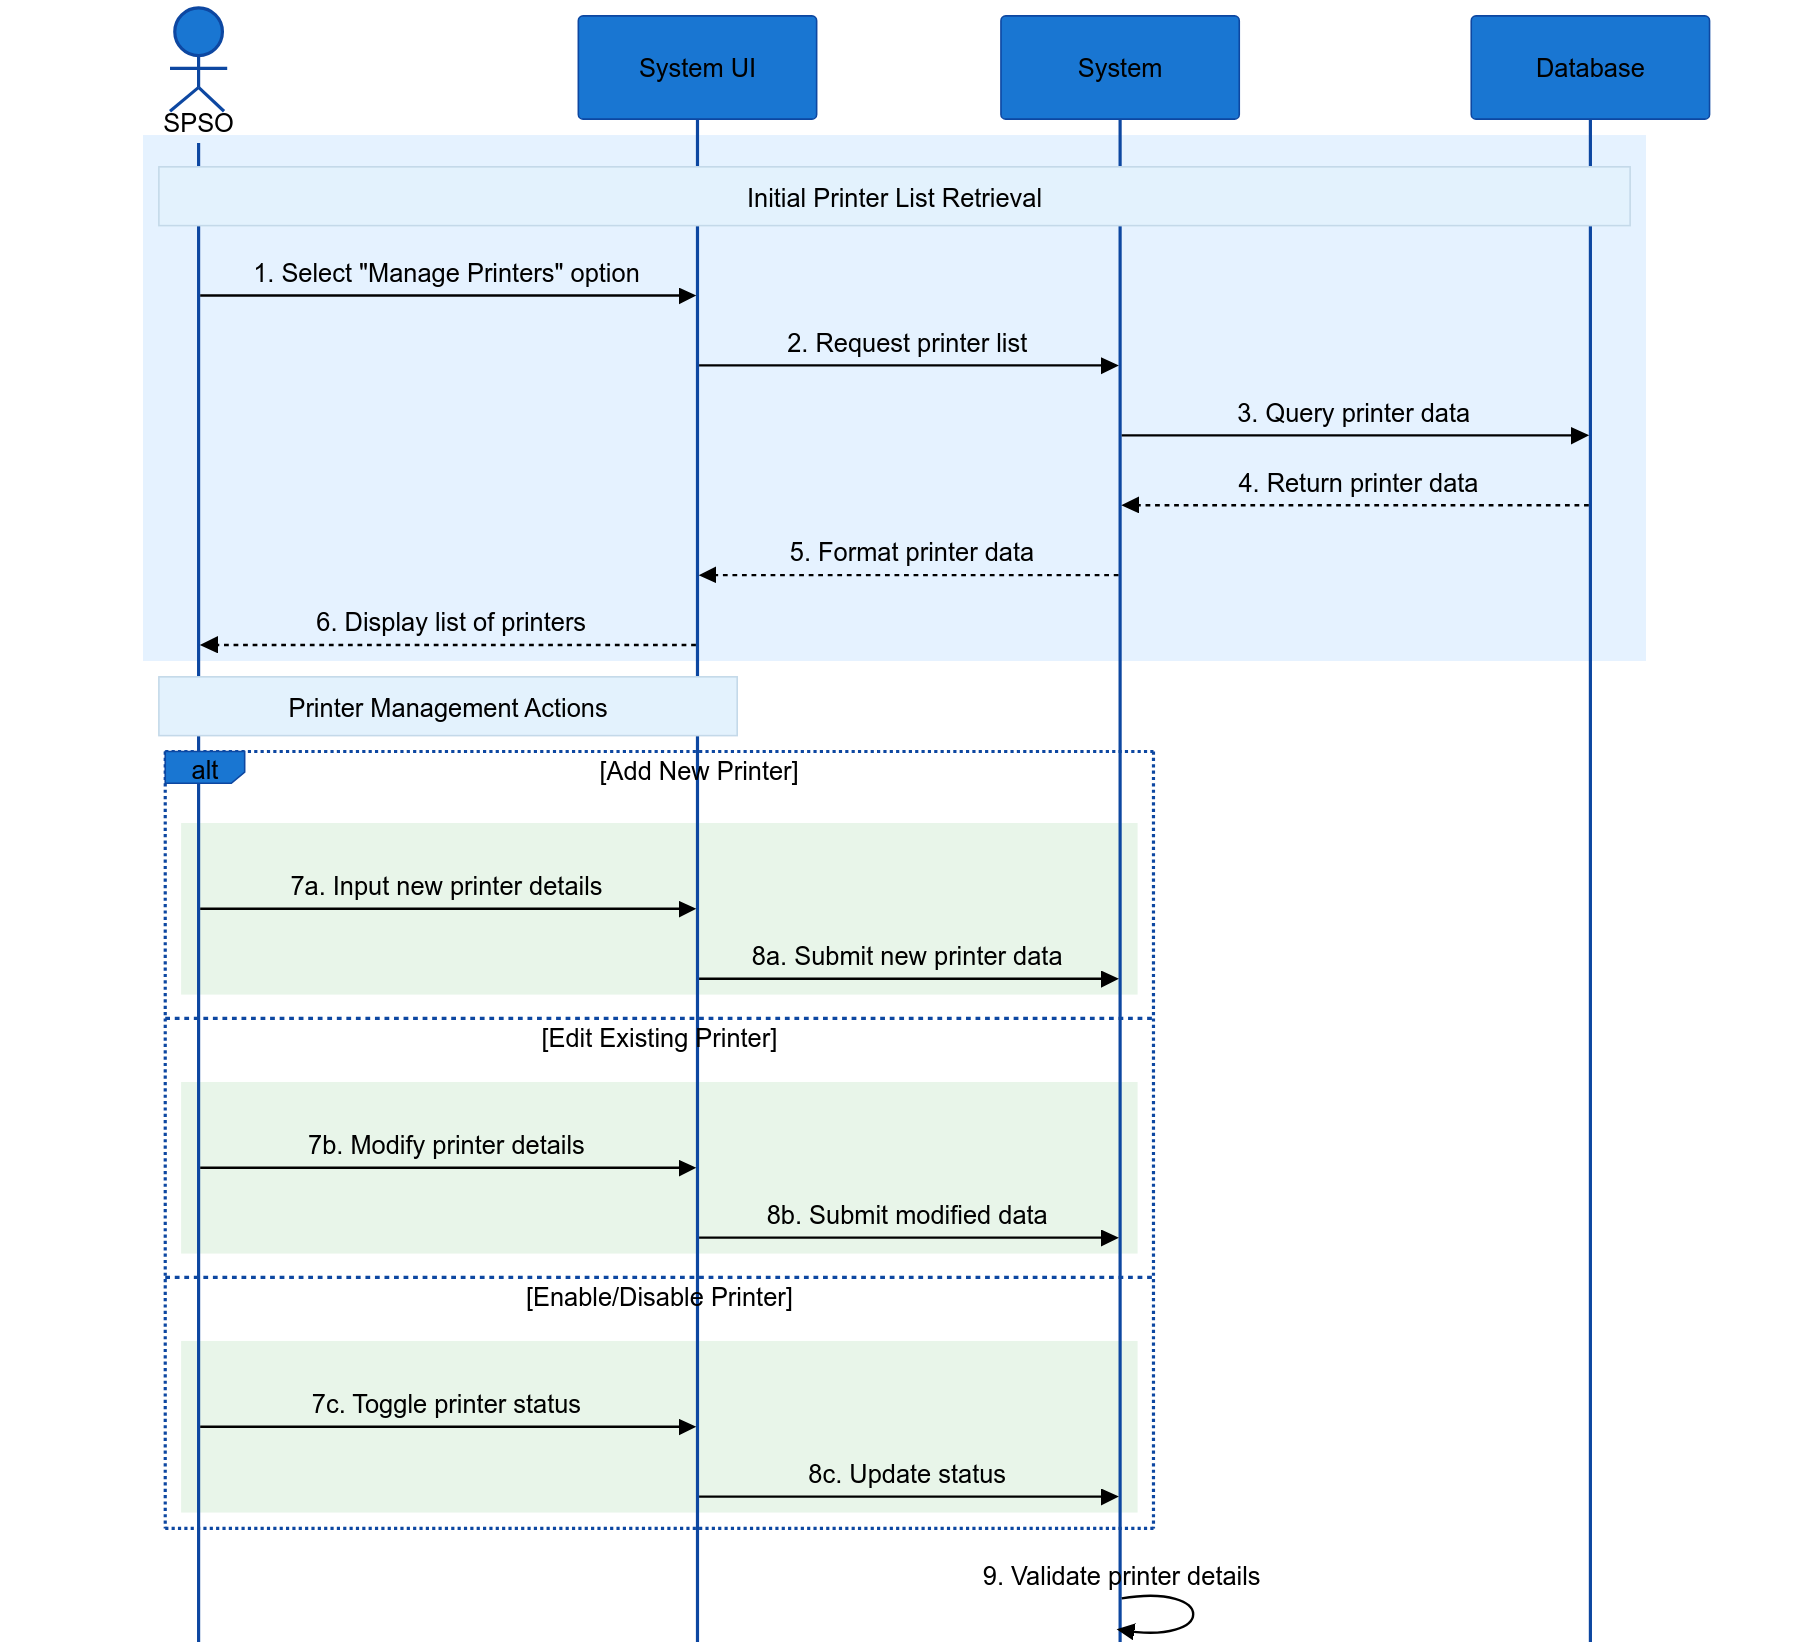 SPSO
System UI
System
Database
Initial Printer List Retrieval
1. Select "Manage Printers" option
2. Request printer list
3. Query printer data
4. Return printer data
5. Format printer data
6. Display list of printers
Printer Management Actions
alt
[Add New Printer]
7a. Input new printer details
8a. Submit new printer data
[Edit Existing Printer]
7b. Modify printer details
8b. Submit modified data
[Enable/Disable Printer]
7c. Toggle printer status
8c. Update status
9. Validate printer details